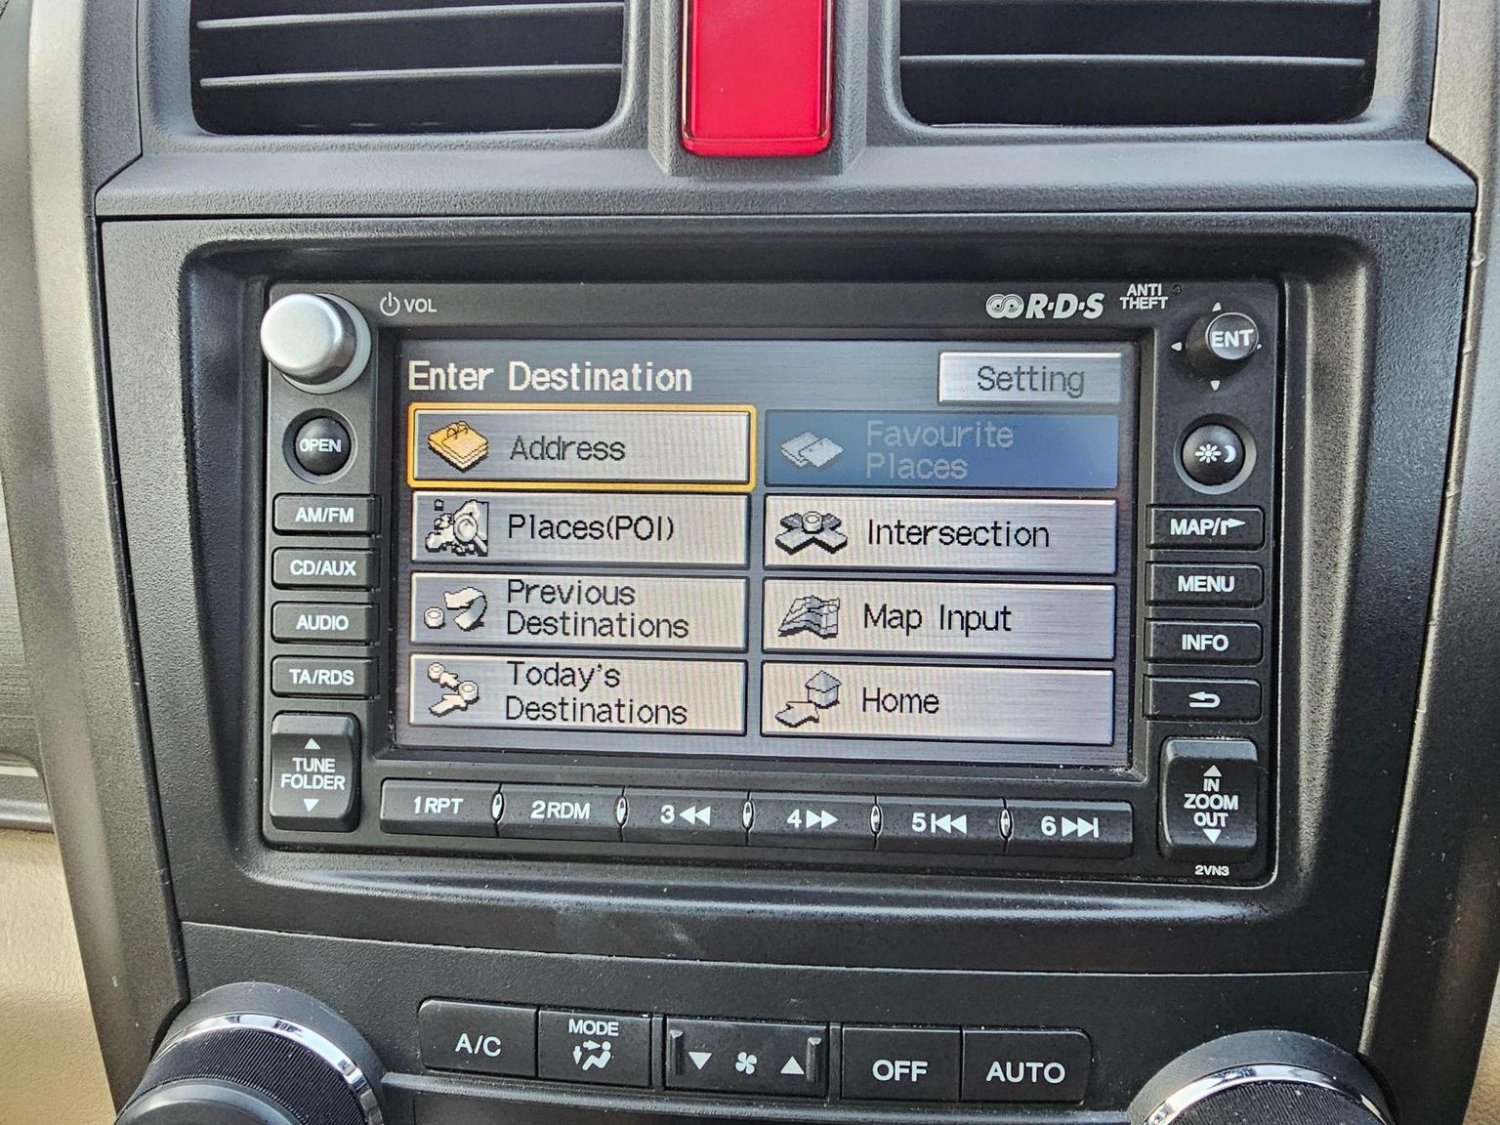 VOL
R·D·S
ANTI
THEFT
ENT
Enter Destination
Setting
OPEN
Address
Favourite
Places
AM/FM
Places(POI)
Intersection
MAP/
CD/AUX
Previous
Destinations
Map Input
MENU
AUDIO
INFO
TA/RDS
Today's
Destinations
Home
TUNE
FOLDER
IN
ZOOM
OUT
1RPT
2RDM
3
4
5
6
2VN3
A/C
MODE
OFF
AUTO